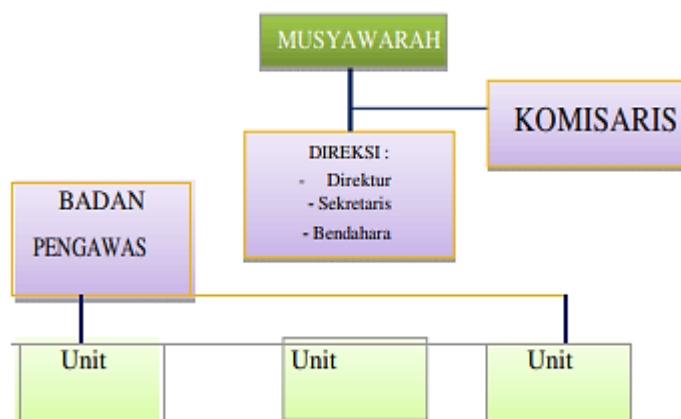 MUSYAWARAH
KOMISARIS
DIREKSI :
- Direktur
- Sekretaris
- Bendahara
BADAN
PENGAWAS
Unit
Unit
Unit